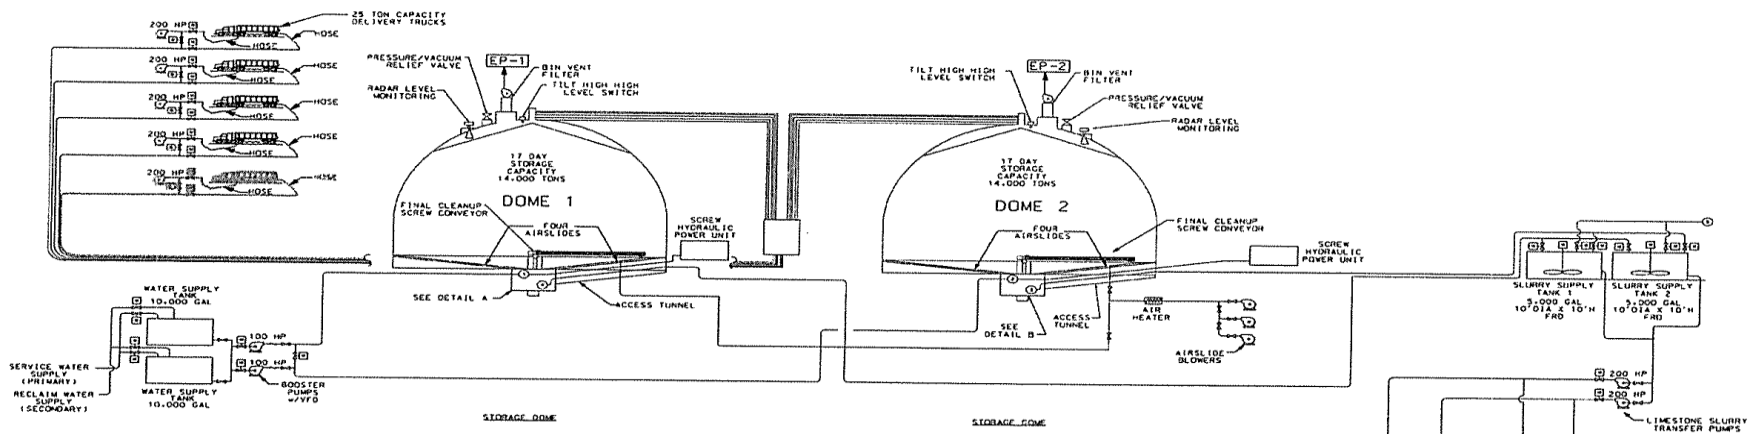 25 TON CAPACITY
DELIVERY TRUCKS
200 HP
HOSE
HOSE
200 HP
HOSE
HOSE
200 HP
HOSE
HOSE
200 HP
HOSE
HOSE
200 HP
HOSE
HOSE
PRESSURE/VACUUM
RELIEF VALVE
EP-1
BIN VENT
FILTER
TILT HIGH HIGH
LEVEL SWITCH
RADAR LEVEL
MONITORING
17 DAY
STORAGE
CAPACITY
14,000 TONS
DOME 1
FINAL CLEANUP
SCREW CONVEYOR
FOUR
AIRSLIDES
SCREW
HYDRAULIC
POWER UNIT
SEE DETAIL A
ACCESS TUNNEL
TILT HIGH HIGH
LEVEL SWITCH
EP-2
BIN VENT
FILTER
PRESSURE/VACUUM
RELIEF VALVE
RADAR LEVEL
MONITORING
17 DAY
STORAGE
CAPACITY
14,000 TONS
DOME 2
FOUR
AIRSLIDES
FINAL CLEANUP
SCREW CONVEYOR
SCREW
HYDRAULIC
POWER UNIT
SEE
DETAIL B
ACCESS
TUNNEL
AIR
HEATER
AIRSLIDE
BLOWERS
SLURRY SUPPLY
TANK 1
5,000 GAL
10'DIA X 10'H
FRD
SLURRY SUPPLY
TANK 2
5,000 GAL
10'DIA X 10'H
FRD
WATER SUPPLY
TANK
10,000 GAL
100 HP
100 HP
SERVICE WATER
SUPPLY
(PRIMARY)
RECLAIM WATER
SUPPLY
(SECONDARY)
WATER SUPPLY
TANK
10,000 GAL
BOOSTER
PUMPS
W/VFD
STORAGE DOME
STORAGE DOME
200 HP
200 HP
LIMESTONE SLURRY
TRANSFER PUMPS